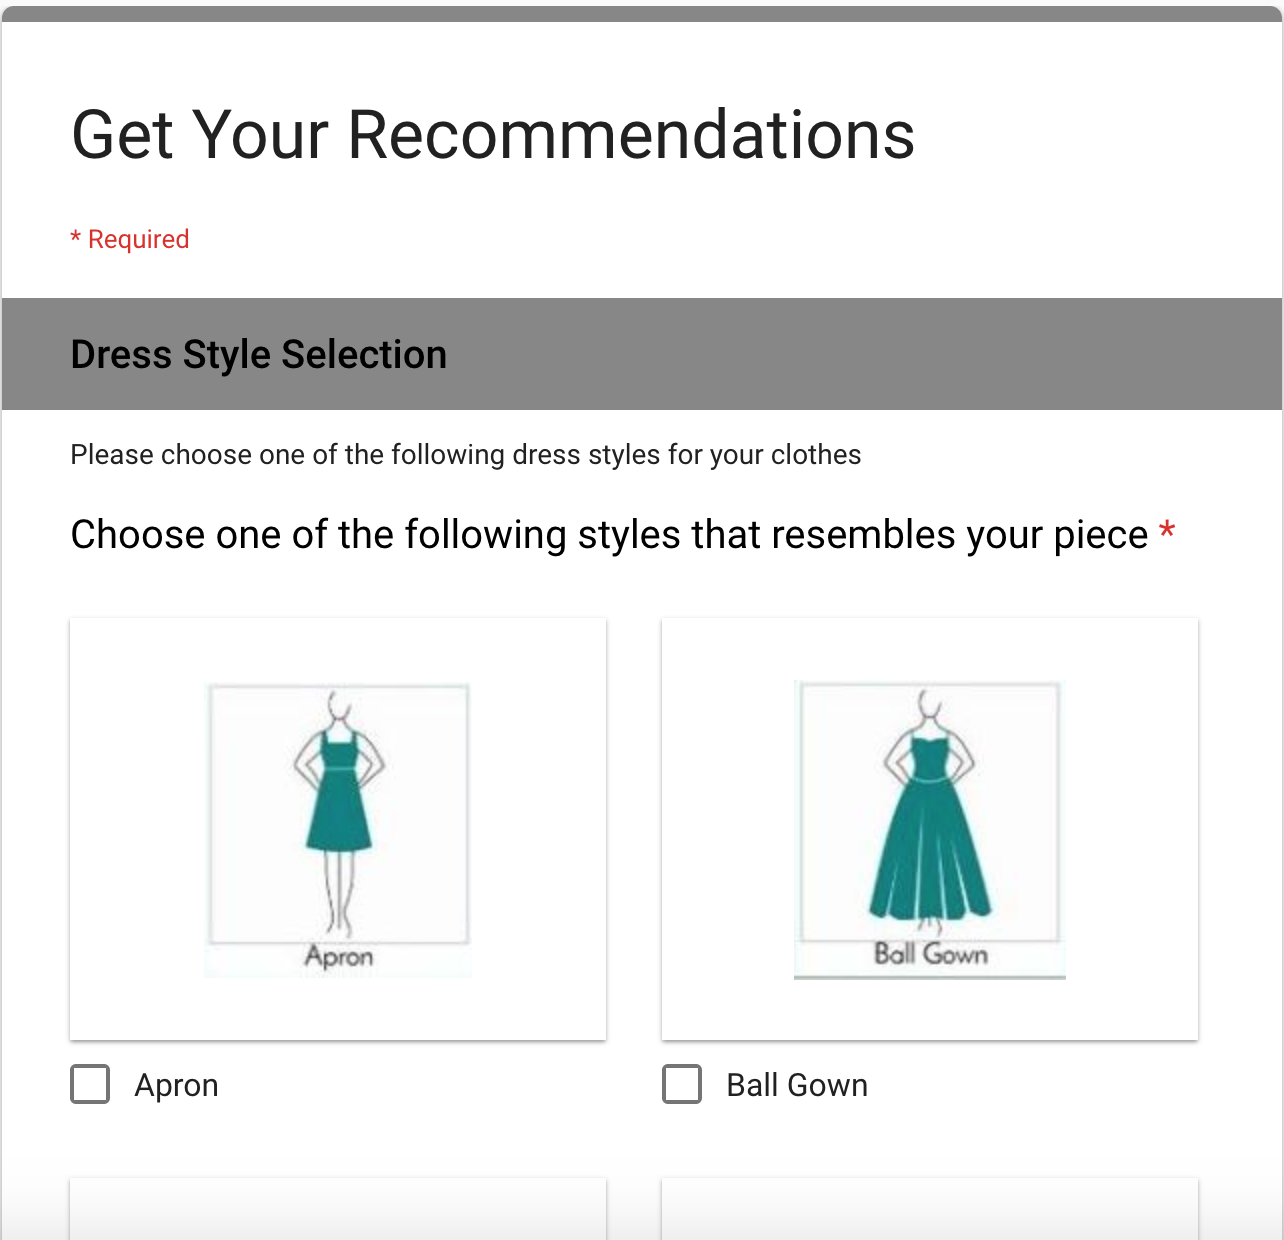 Get Your Recommendations
* Required
Dress Style Selection
Please choose one of the following dress styles for your clothes
Choose one of the following styles that resembles your piece *
Apron
Ball Gown
Apron
Ball Gown